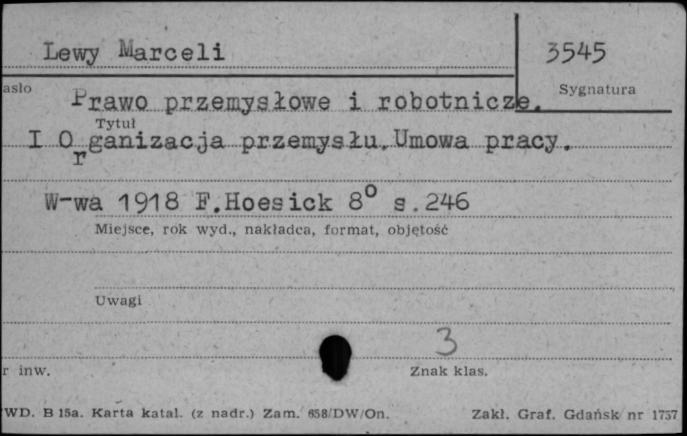 Lewy Marceli 3545
asło Sygnatura
Prawo przemysłowe i robotnicze.
Tytuł
I Organizacja przemysłu.Umowa pracy.
W-wa 1918 F.Hoesick 8° s.246
Miejsce, rok wyd., nakładca, format, objętość
Uwagi
3
r inw. Znak klas.
WD. B 15a. Karta katal. (z nadr.) Zam. 658/DW/On. Zakł. Graf. Gdańsk nr 1757